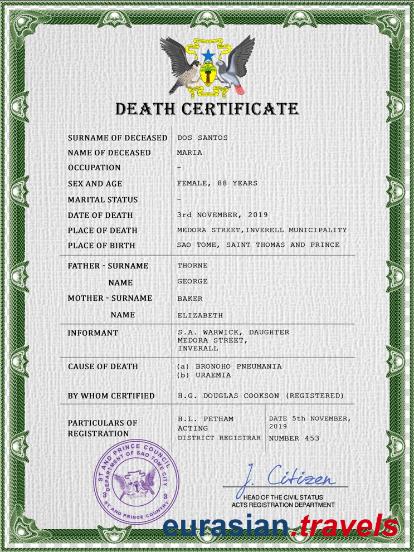 DEATH CERTIFICATE
SURNAME OF DECEASED DOS SANTOS
NAME OF DECEASED MARIA
OCCUPATION –
SEX AND AGE FEMALE, 88 YEARS
MARITAL STATUS –
DATE OF DEATH 3rd NOVEMBER, 2019
PLACE OF DEATH MEDORA STREET,INVERELL MUNICIPALITY
PLACE OF BIRTH SAO TOME, SAINT THOMAS AND PRINCE
FATHER - SURNAME THORNE
NAME GEORGE
MOTHER - SURNAME BAKER
NAME ELIZABETH
INFORMANT S.A. WARWICK, DAUGHTER
MEDORA STREET,
INVERALL
CAUSE OF DEATH (a) BRONOHO PNEUMANIA
(b) URAEMIA
BY WHOM CERTIFIED H.G. DOUGLAS COOKSON (REGISTERED)
PARTICULARS OF REGISTRATION
H.L. PETHAM
ACTING
DISTRICT REGISTRAR
DATE 5th NOVEMBER,
2019
NUMBER 453
ST AND PRINCE COUNCIL
DEPARTMENT OF SAO TOME CITY
ST AND PRINCE COUNTRY
J. Citizen
HEAD OF THE CIVIL STATUS
ACTS REGISTRATION DEPARTMENT
eurasian.travels